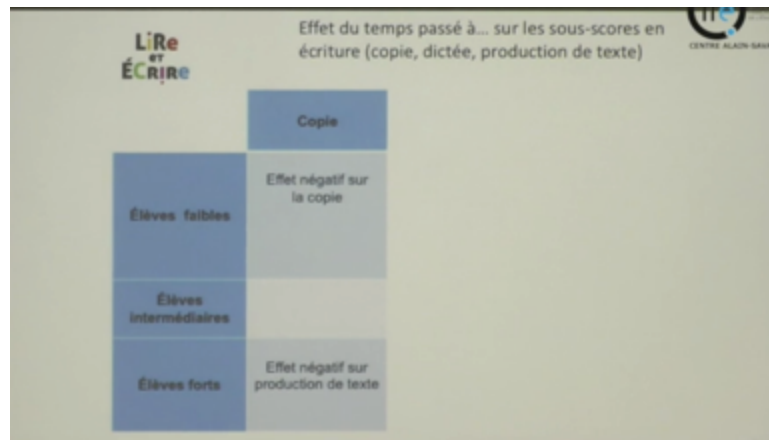 LiRe
ET
ÉCRIRe
Effet du temps passé à... sur les sous-scores en
écriture (copie, dictée, production de texte)
ife
CENTRE ALAIN-SAVA
Copie
Élèves faibles
Effet négatif sur
la copie
Élèves
intermédiaires
Élèves forts
Effet négatif sur
production de texte